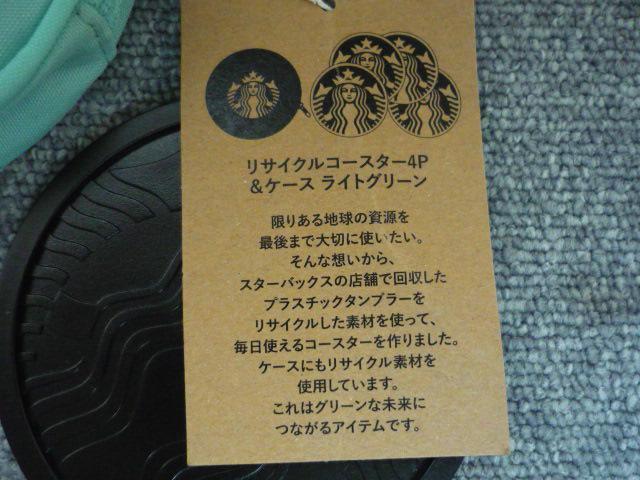 リサイクルコースター4P
&ケース ライトグリーン
限りある地球の資源を
最後まで大切に使いたい。
そんな想いから、
スターバックスの店舗で回収した
プラスチックタンブラーを
リサイクルした素材を使って、
毎日使えるコースターを作りました。
ケースにもリサイクル素材を
使用しています。
これはグリーンな未来に
つながるアイテムです。